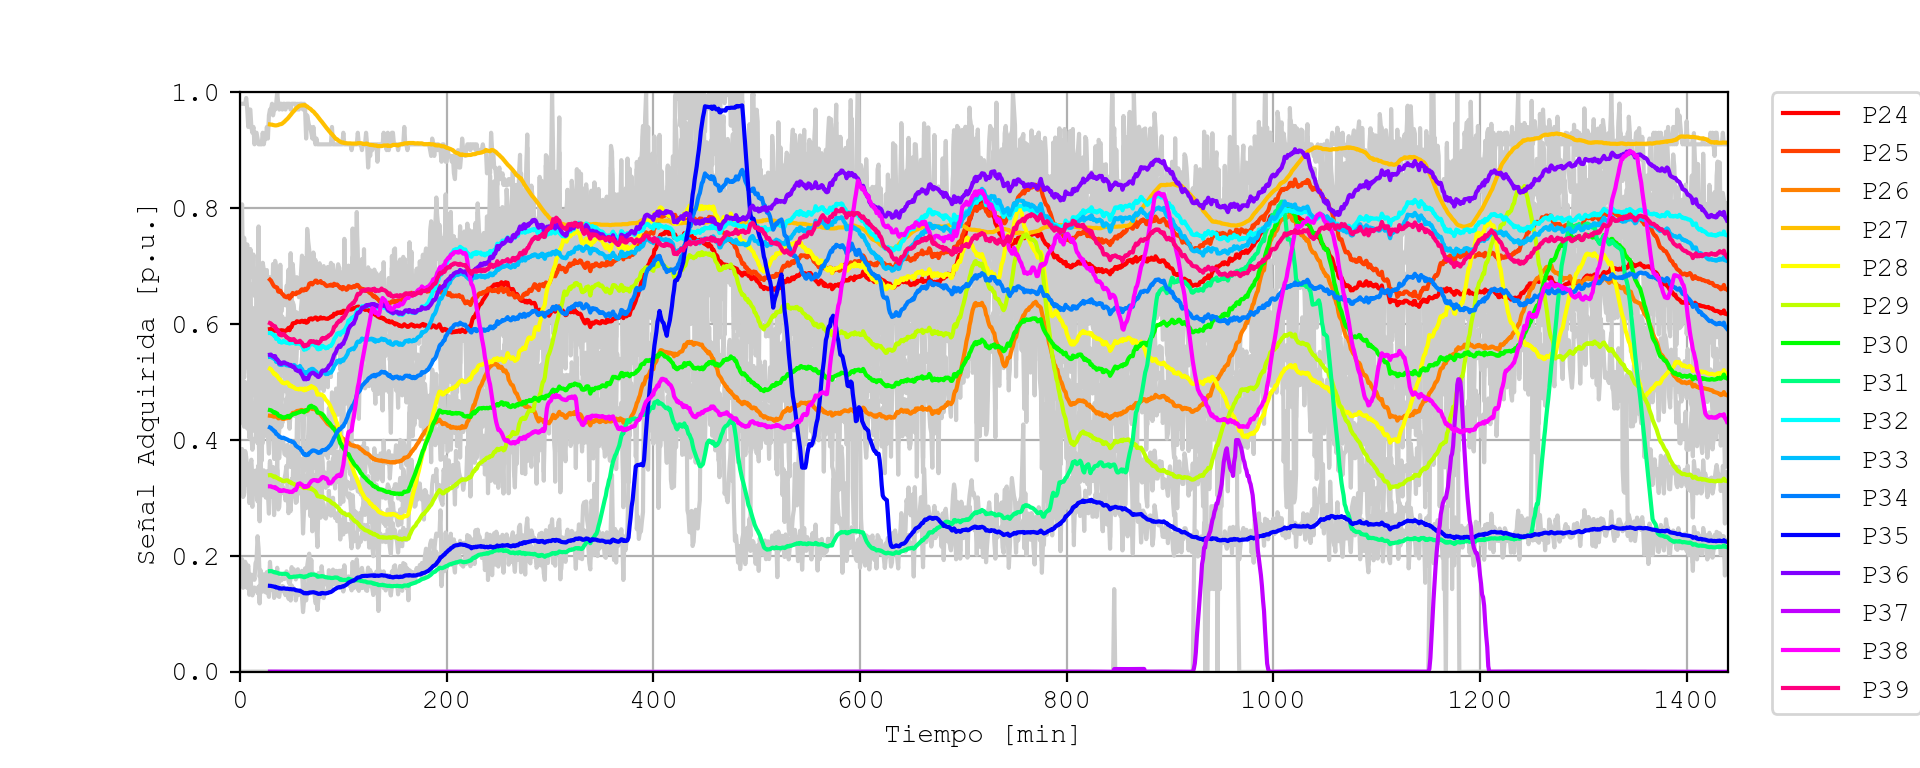 1.0
0.8
0.6
0.4
0.2
0.0
Señal Adquirida [p.u.]
0 200 400 600 800 1000 1200 1400
Tiempo [min]
P24
P25
P26
P27
P28
P29
P30
P31
P32
P33
P34
P35
P36
P37
P38
P39